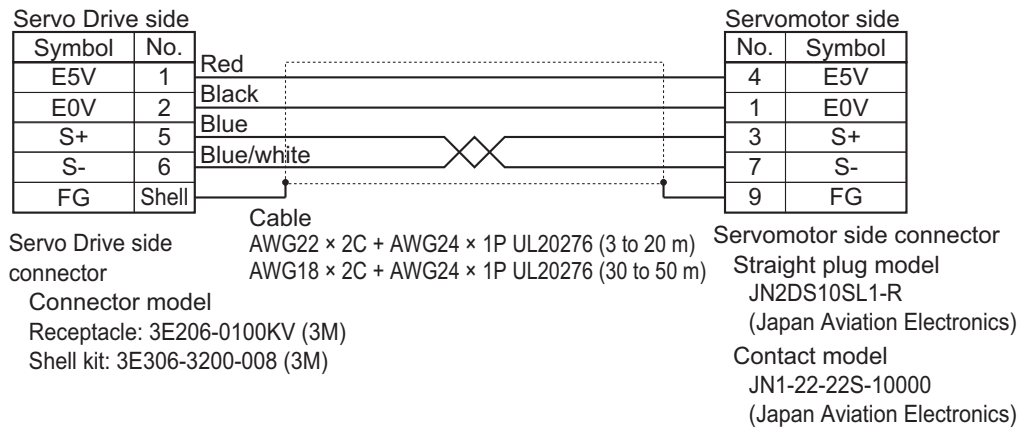 Servo Drive side
Symbol No.
E5V 1
E0V 2
S+ 5
S- 6
FG Shell
Red
Black
Blue
Blue/white
Servomotor side
No. Symbol
4 E5V
1 E0V
3 S+
7 S-
9 FG
Cable
AWG22 × 2C + AWG24 × 1P UL20276 (3 to 20 m)
AWG18 × 2C + AWG24 × 1P UL20276 (30 to 50 m)
Servo Drive side
connector
Connector model
Receptacle: 3E206-0100KV (3M)
Shell kit: 3E306-3200-008 (3M)
Servomotor side connector
Straight plug model
JN2DS10SL1-R
(Japan Aviation Electronics)
Contact model
JN1-22-22S-10000
(Japan Aviation Electronics)